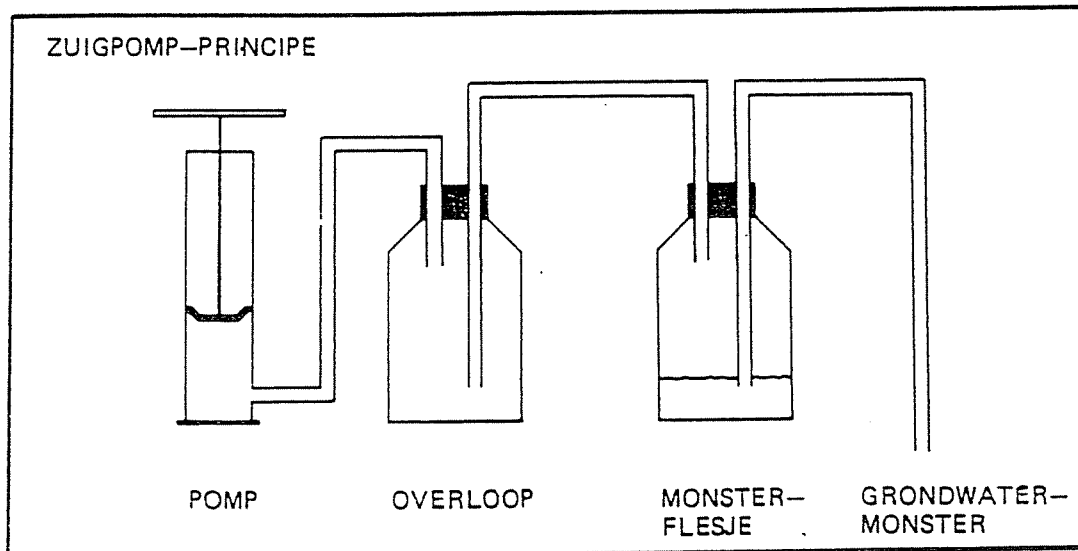 ZUIGPOMP–PRINCIPE
POMP
OVERLOOP
MONSTER–
FLESJE
GRONDWATER–
MONSTER